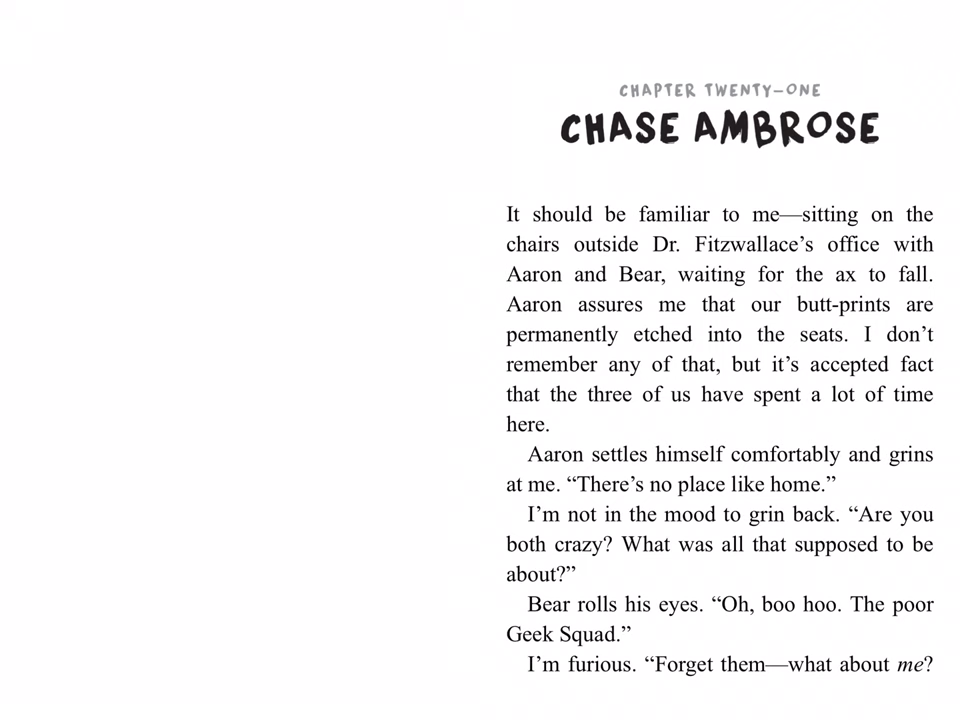 CHAPTER TWENTY–ONE
CHASE AMBROSE
It should be familiar to me—sitting on the
chairs outside Dr. Fitzwallace’s office with
Aaron and Bear, waiting for the ax to fall.
Aaron assures me that our butt-prints are
permanently etched into the seats. I don’t
remember any of that, but it’s accepted fact
that the three of us have spent a lot of time
here.
Aaron settles himself comfortably and grins
at me. “There’s no place like home.”
I’m not in the mood to grin back. “Are you
both crazy? What was all that supposed to be
about?”
Bear rolls his eyes. “Oh, boo hoo. The poor
Geek Squad.”
I’m furious. “Forget them—what about me?